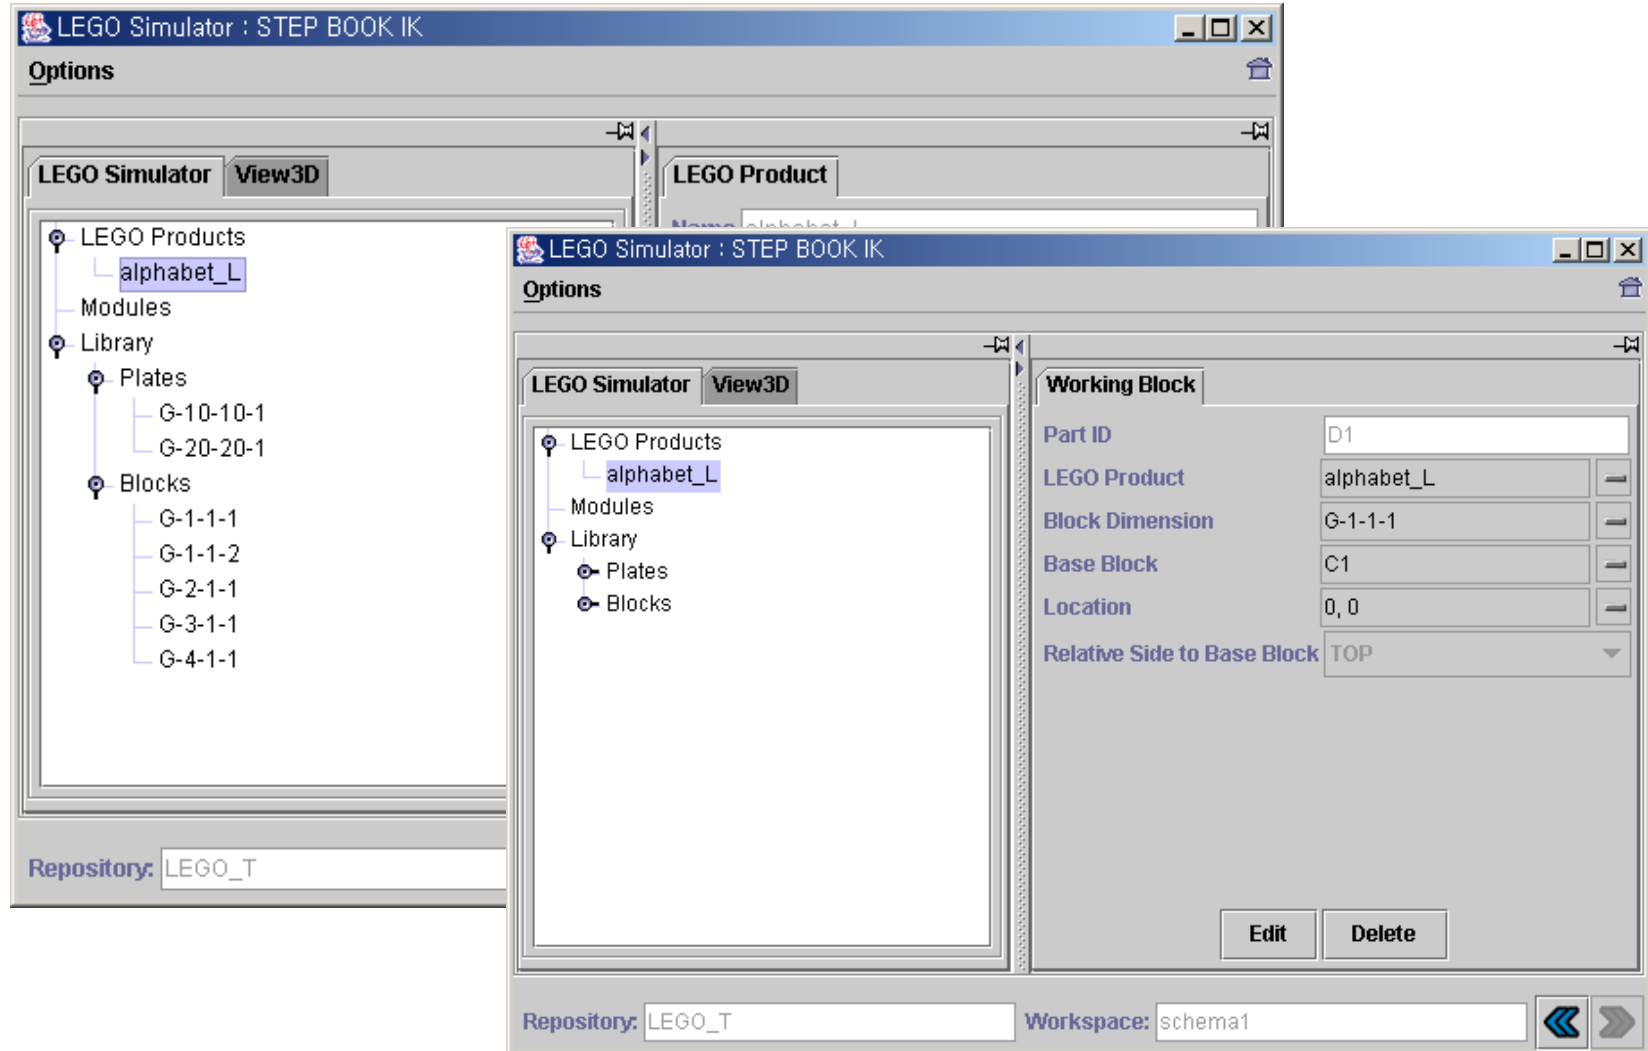 LEGO Simulator : STEP BOOK IK
Options
LEGO Simulator View3D
LEGO Product
Name alphabet_L
LEGO Products
alphabet_L
Modules
Library
Plates
G-10-10-1
G-20-20-1
Blocks
G-1-1-1
G-1-1-2
G-2-1-1
G-3-1-1
G-4-1-1
Repository: LEGO_T
LEGO Simulator : STEP BOOK IK
Options
LEGO Simulator View3D
LEGO Products
alphabet_L
Modules
Library
Plates
Blocks
Working Block
Part ID D1
LEGO Product alphabet_L
Block Dimension G-1-1-1
Base Block C1
Location 0, 0
Relative Side to Base Block TOP
Edit Delete
Repository: LEGO_T Workspace: schema1